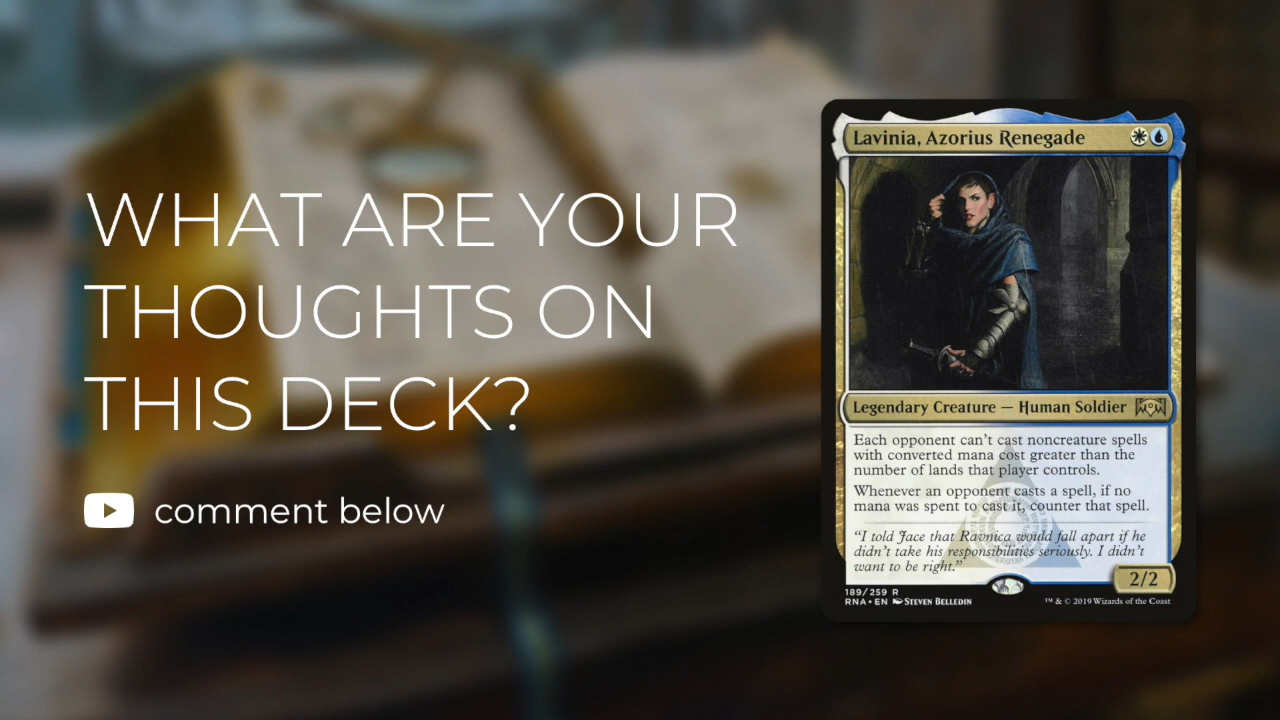 WHAT ARE YOUR
THOUGHTS ON
THIS DECK?
comment below
Lavinia, Azorius Renegade
Legendary Creature — Human Soldier
Each opponent can't cast noncreature spells
with converted mana cost greater than the
number of lands that player controls.
Whenever an opponent casts a spell, if no
mana was spent to cast it, counter that spell.
“I told Jace that Ravnica would fall apart if he
didn't take his responsibilities seriously. I didn't
want to be right.”
2/2
189/259 R
RNA • EN Steven Belledin
™ & © 2019 Wizards of the Coast